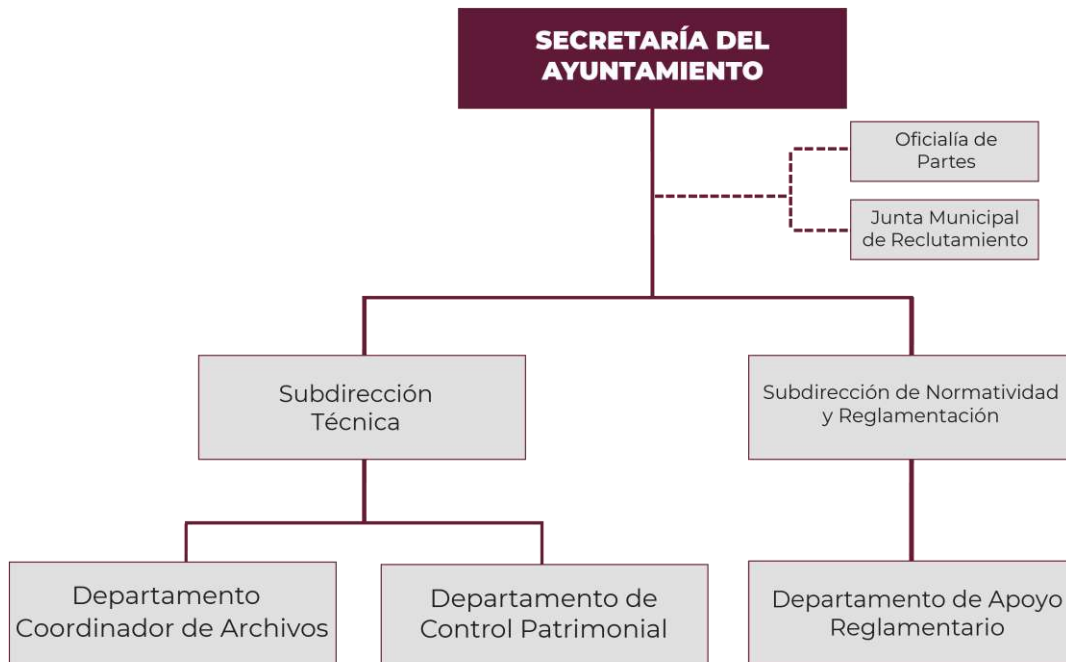 SECRETARÍA DEL
AYUNTAMIENTO
Oficialía de
Partes
Junta Municipal
de Reclutamiento
Subdirección
Técnica
Subdirección de Normatividad
y Reglamentación
Departamento
Coordinador de Archivos
Departamento de
Control Patrimonial
Departamento de Apoyo
Reglamentario